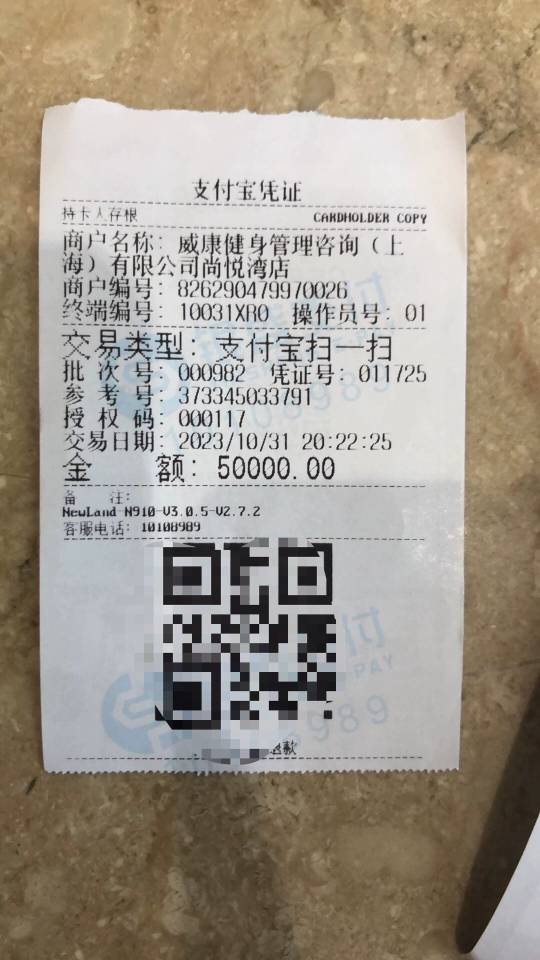 支付宝凭证
持卡人存根 CARDHOLDER COPY
商户名称: 威康健身管理咨询（上
海）有限公司尚悦湾店
商户编号: 826290479970026
终端编号: 10031XR0 操作员号: 01
交易类型: 支付宝扫一扫
批 次 号: 000982 凭证号: 011725
参 考 号: 373345033791
授 权 码: 000117
交易日期: 2023/10/31 20:22:25
金 额: 50000.00
备 注:
NewLand-N910-V3.0.5-V2.7.2
客服电话: 10108989
付
PAY
8989
款